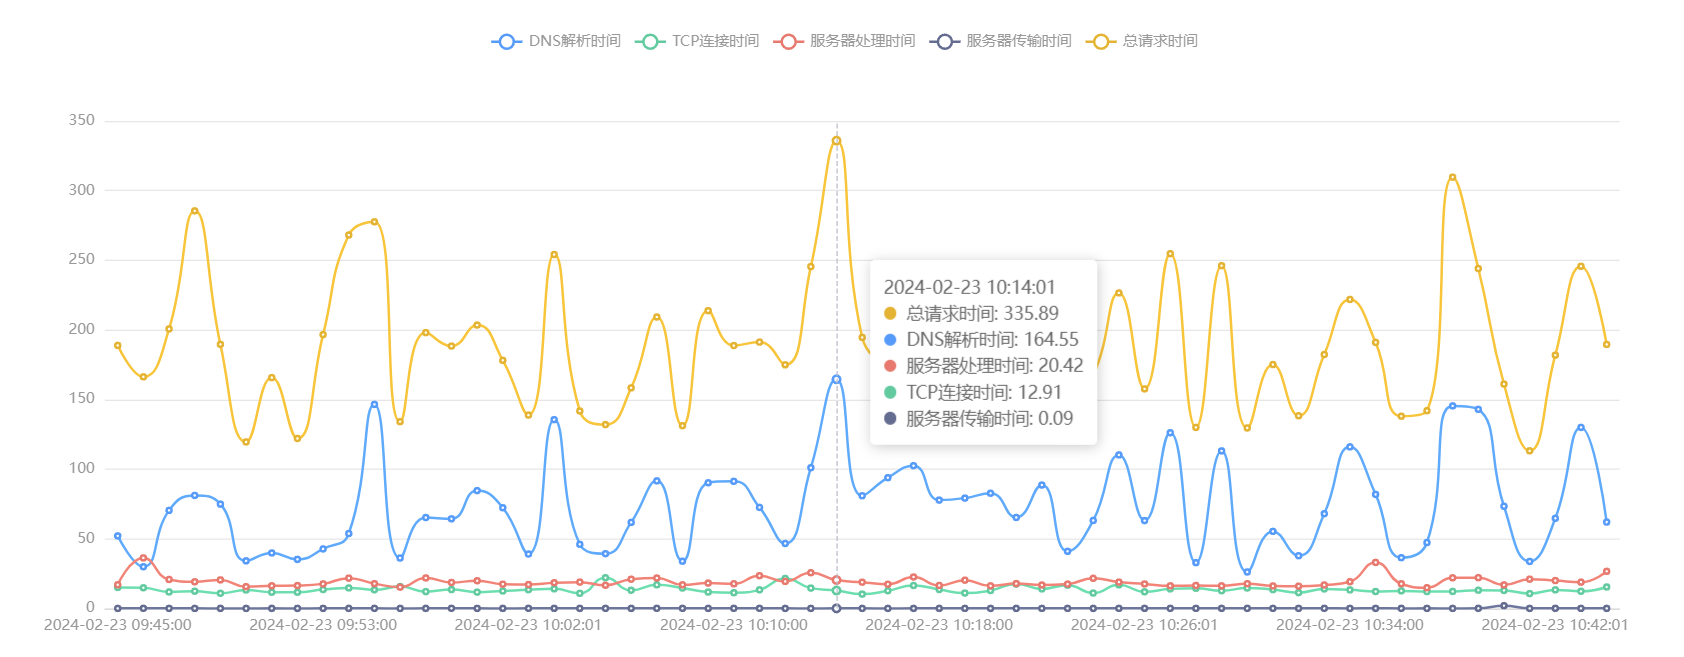 DNS解析时间 TCP连接时间 服务器处理时间 服务器传输时间 总请求时间
350
300
250
200
150
100
50
0
2024-02-23 10:14:01
总请求时间: 335.89
DNS解析时间: 164.55
服务器处理时间: 20.42
TCP连接时间: 12.91
服务器传输时间: 0.09
2024-02-23 09:45:00 2024-02-23 09:53:00 2024-02-23 10:02:01 2024-02-23 10:10:00 2024-02-23 10:18:00 2024-02-23 10:26:01 2024-02-23 10:34:00 2024-02-23 10:42:01